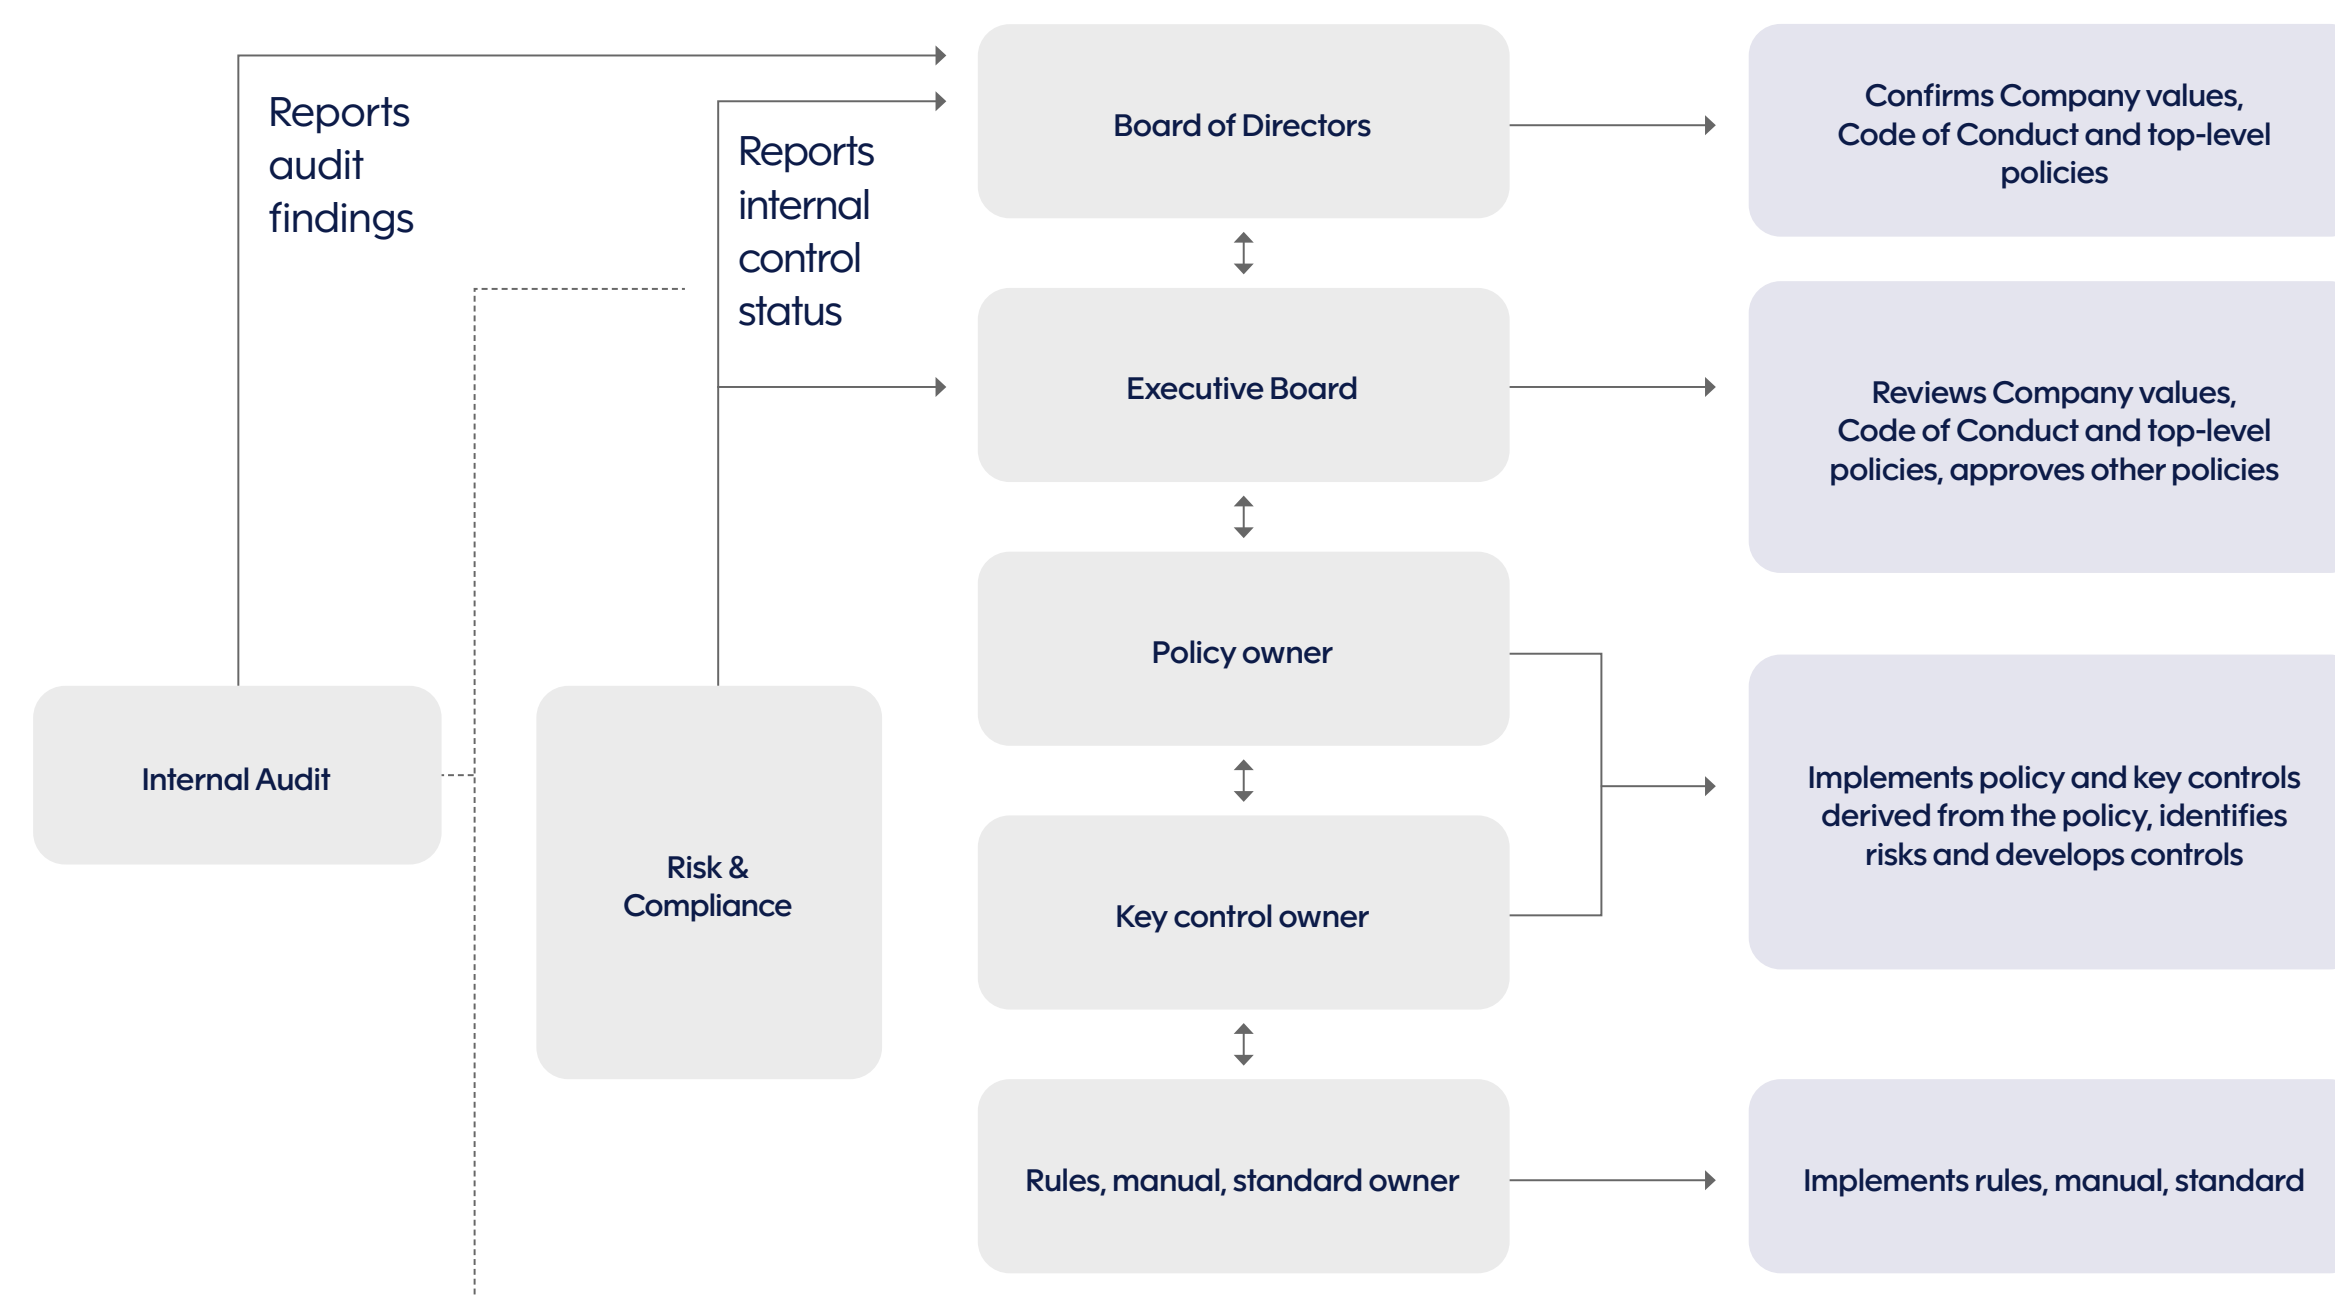 Reports
audit
findings
Reports
internal
control
status
Board of Directors
Confirms Company values,
Code of Conduct and top-level
policies
Executive Board
Reviews Company values,
Code of Conduct and top-level
policies, approves other policies
Policy owner
Internal Audit
Risk &
Compliance
Key control owner
Implements policy and key controls
derived from the policy, identifies
risks and develops controls
Rules, manual, standard owner
Implements rules, manual, standard